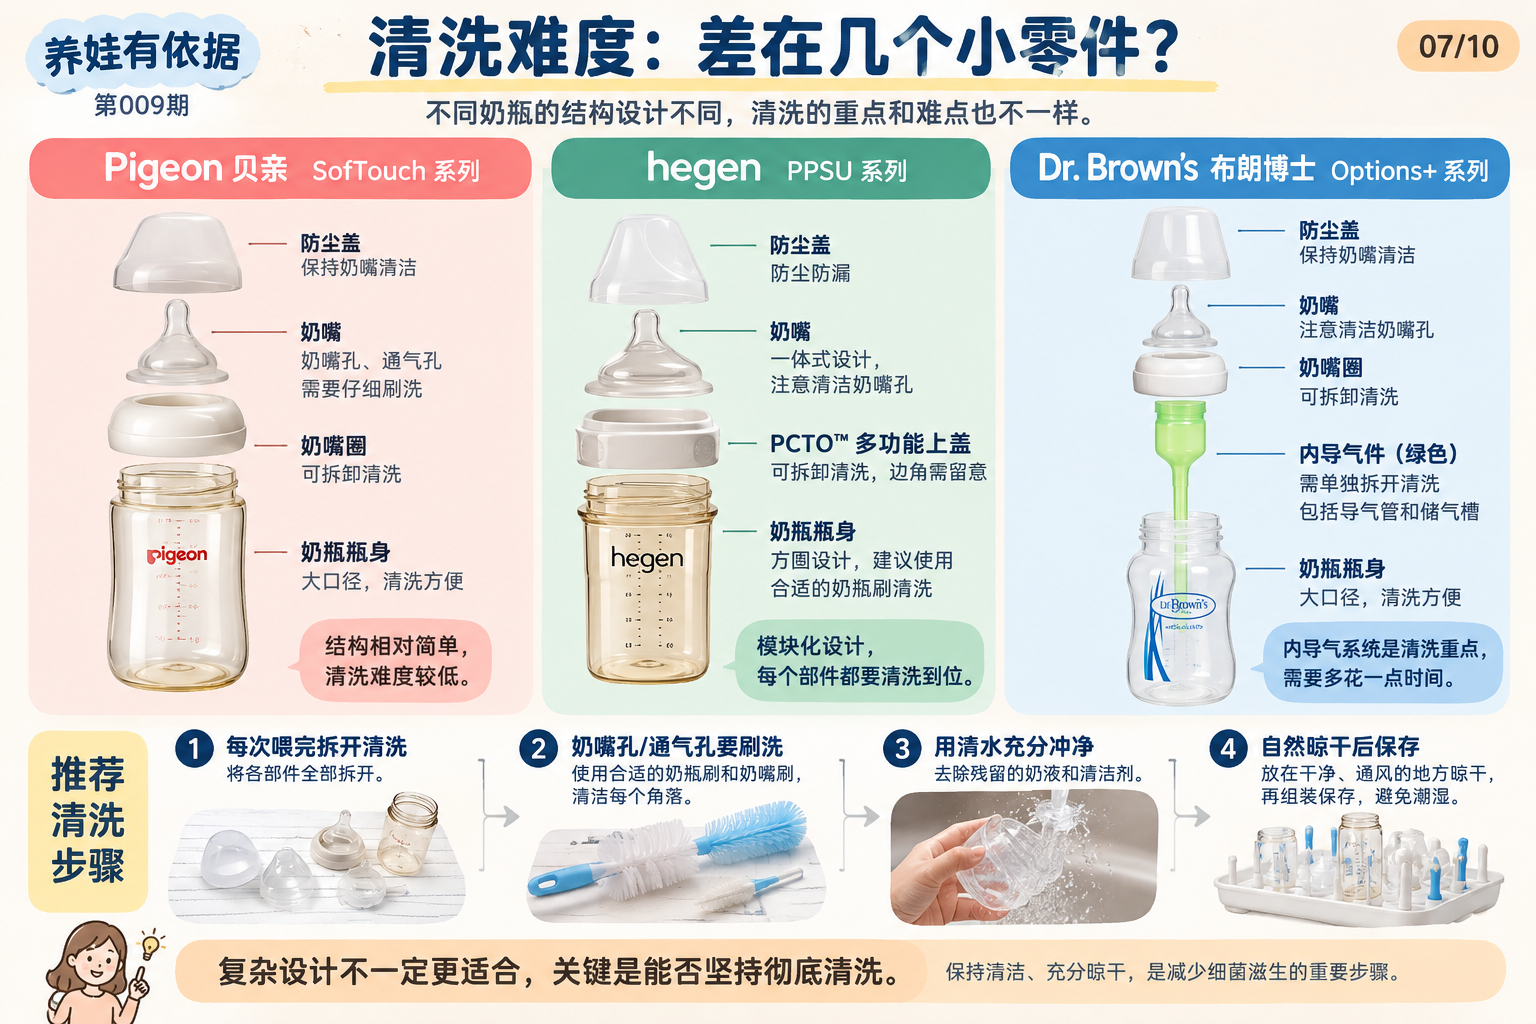 养娃有依据
第009期
清洗难度：差在几个小零件？
07/10
不同奶瓶的结构设计不同，清洗的重点和难点也不一样。
Pigeon 贝亲 SofTouch 系列
防尘盖
保持奶嘴清洁
奶嘴
奶嘴孔、通气孔
需要仔细刷洗
奶嘴圈
可拆卸清洗
奶瓶瓶身
大口径，清洗方便
Pigeon
结构相对简单，
清洗难度较低。
hegen PPSU 系列
防尘盖
防尘防漏
奶嘴
一体式设计，
注意清洁奶嘴孔
PCTO™ 多功能上盖
可拆卸清洗，边角需留意
奶瓶瓶身
方圆设计，建议使用
合适的奶瓶刷清洗
hegen
模块化设计，
每个部件都要清洗到位。
Dr. Brown's 布朗博士 Options+ 系列
防尘盖
保持奶嘴清洁
奶嘴
注意清洁奶嘴孔
奶嘴圈
可拆卸清洗
内导气件（绿色）
需单独拆开清洗
包括导气管和储气槽
奶瓶瓶身
大口径，清洗方便
Dr.Brown's
内导气系统是清洗重点，
需要多花一点时间。
推荐
清洗
步骤
1 每次喂完拆开清洗
将各部件全部拆开。
2 奶嘴孔/通气孔要刷洗
使用合适的奶瓶刷和奶嘴刷，
清洁每个角落。
3 用清水充分冲净
去除残留的奶液和清洁剂。
4 自然晾干后保存
放在干净、通风的地方晾干，
再组装保存，避免潮湿。
复杂设计不一定更适合，关键是能否坚持彻底清洗。
保持清洁、充分晾干，是减少细菌滋生的重要步骤。